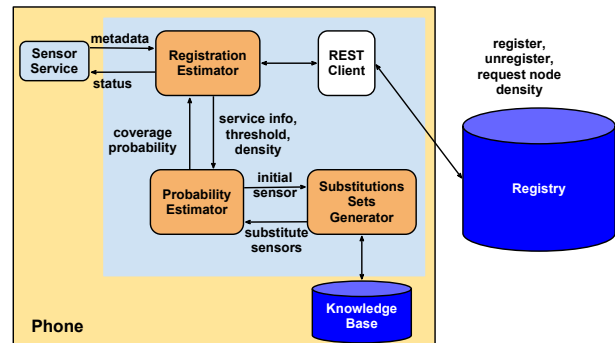 metadata
Sensor
Service
status
Registration
Estimator
REST
Client
register,
unregister,
request node
density
coverage
probability
service info,
threshold,
density
initial
sensor
Probability
Estimator
Substitutions
Sets
Generator
substitute
sensors
Registry
Knowledge
Base
Phone